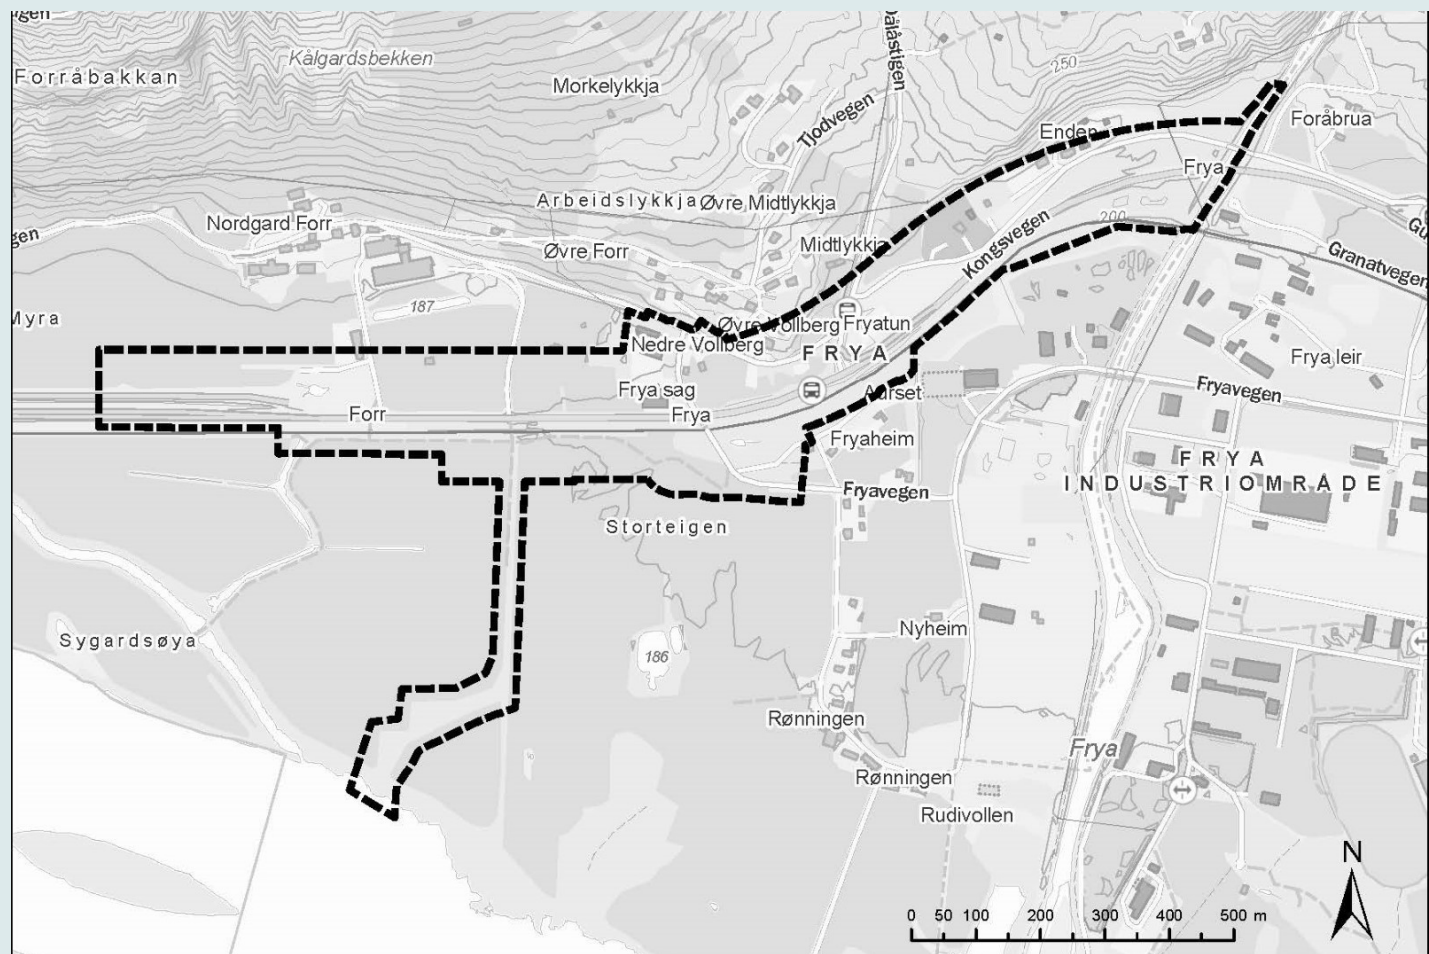 Kålgardsbekken
Forråbakkan
Morkelykkja
250
Tjodvegen
Foråbrua
Enden
Frya
Arbeidslykkja
Øvre Midtlykkja
Nordgard Forr
200
Midtlykkja
Kongsvegen
Øvre Forr
Granatvegen
187
Myra
Øvre Vollberg
Fryatun
Nedre Vollberg
FRYA
Frya leir
Frya sag
Aurset
Fryavegen
Forr
Frya
Fryaheim
FRYA
INDUSTRIOMRÅDE
Fryavegen
Storteigen
Nyheim
Sygardsøya
186
Rønningen
Frya
Rønningen
Rudivollen
N
0 50 100 200 300 400 500 m